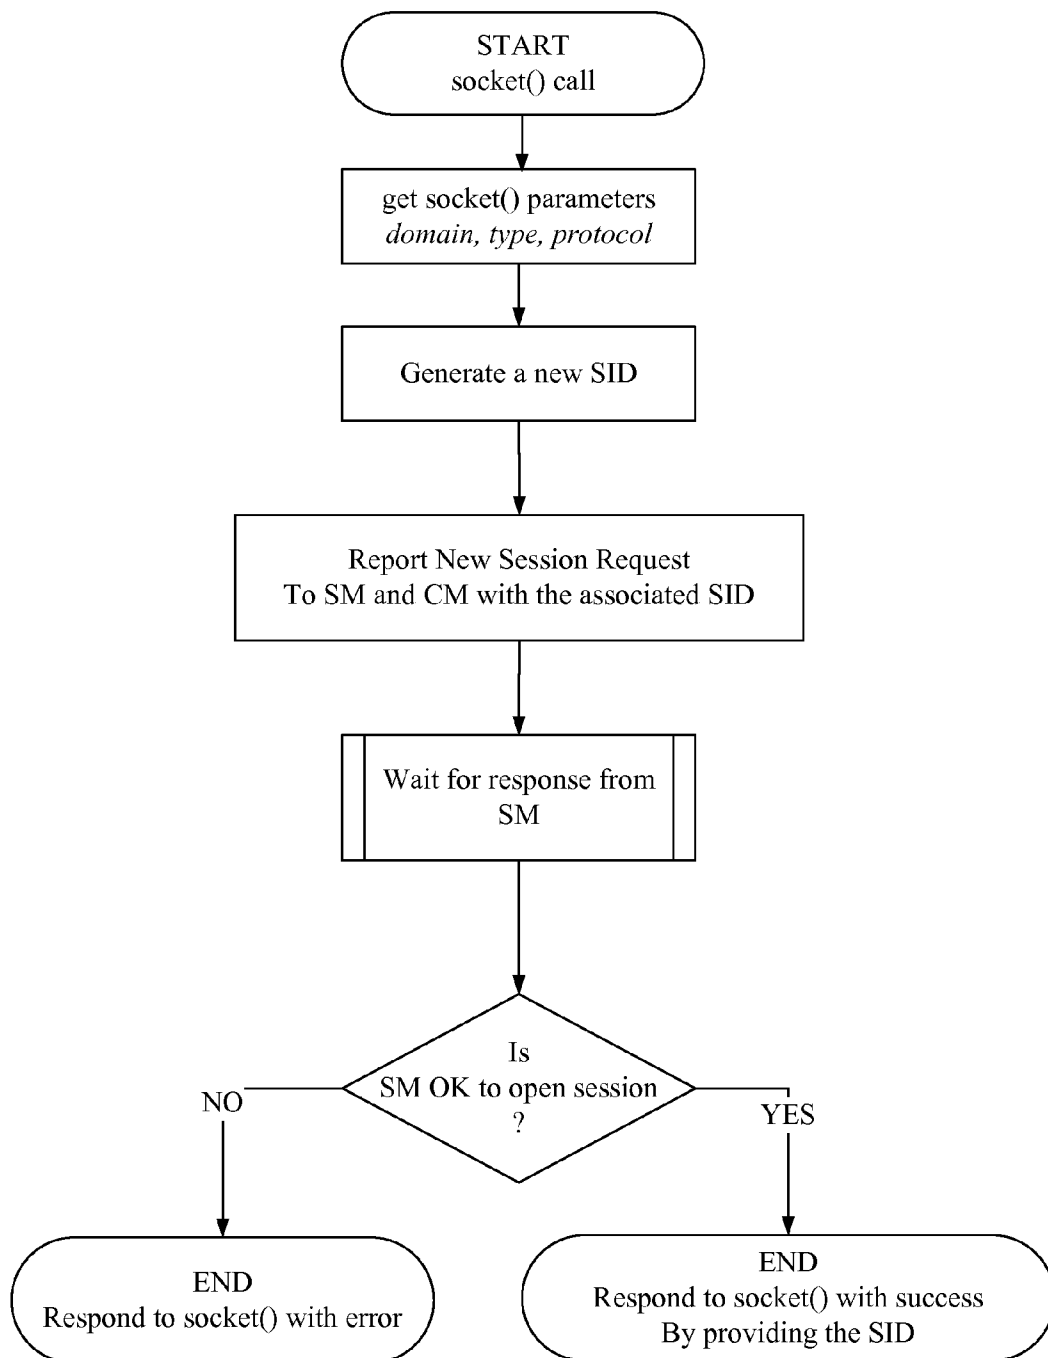 START
socket() call
get socket() parameters
domain, type, protocol
Generate a new SID
Report New Session Request
To SM and CM with the associated SID
Wait for response from
SM
Is
SM OK to open session
?
NO
YES
END
Respond to socket() with error
END
Respond to socket() with success
By providing the SID